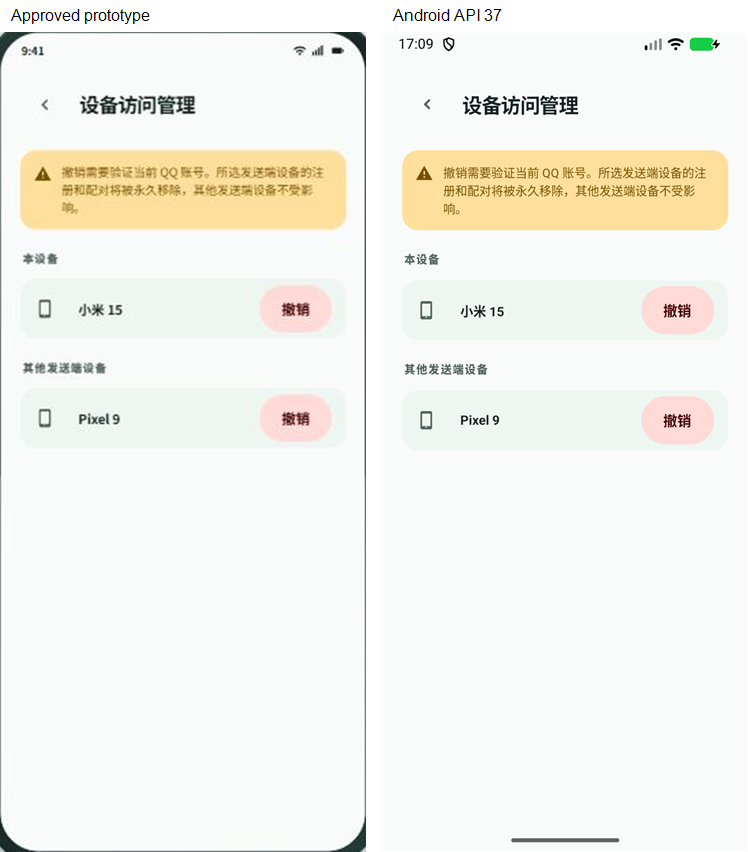 Approved prototype
9:41
设备访问管理
撤销需要验证当前 QQ 账号。所选发送端设备的注
册和配对将被永久移除，其他发送端设备不受影
响。
本设备
小米 15
撤销
其他发送端设备
Pixel 9
撤销
Android API 37
17:09
设备访问管理
撤销需要验证当前 QQ 账号。所选发送端设备的注
册和配对将被永久移除，其他发送端设备不受影
响。
本设备
小米 15
撤销
其他发送端设备
Pixel 9
撤销